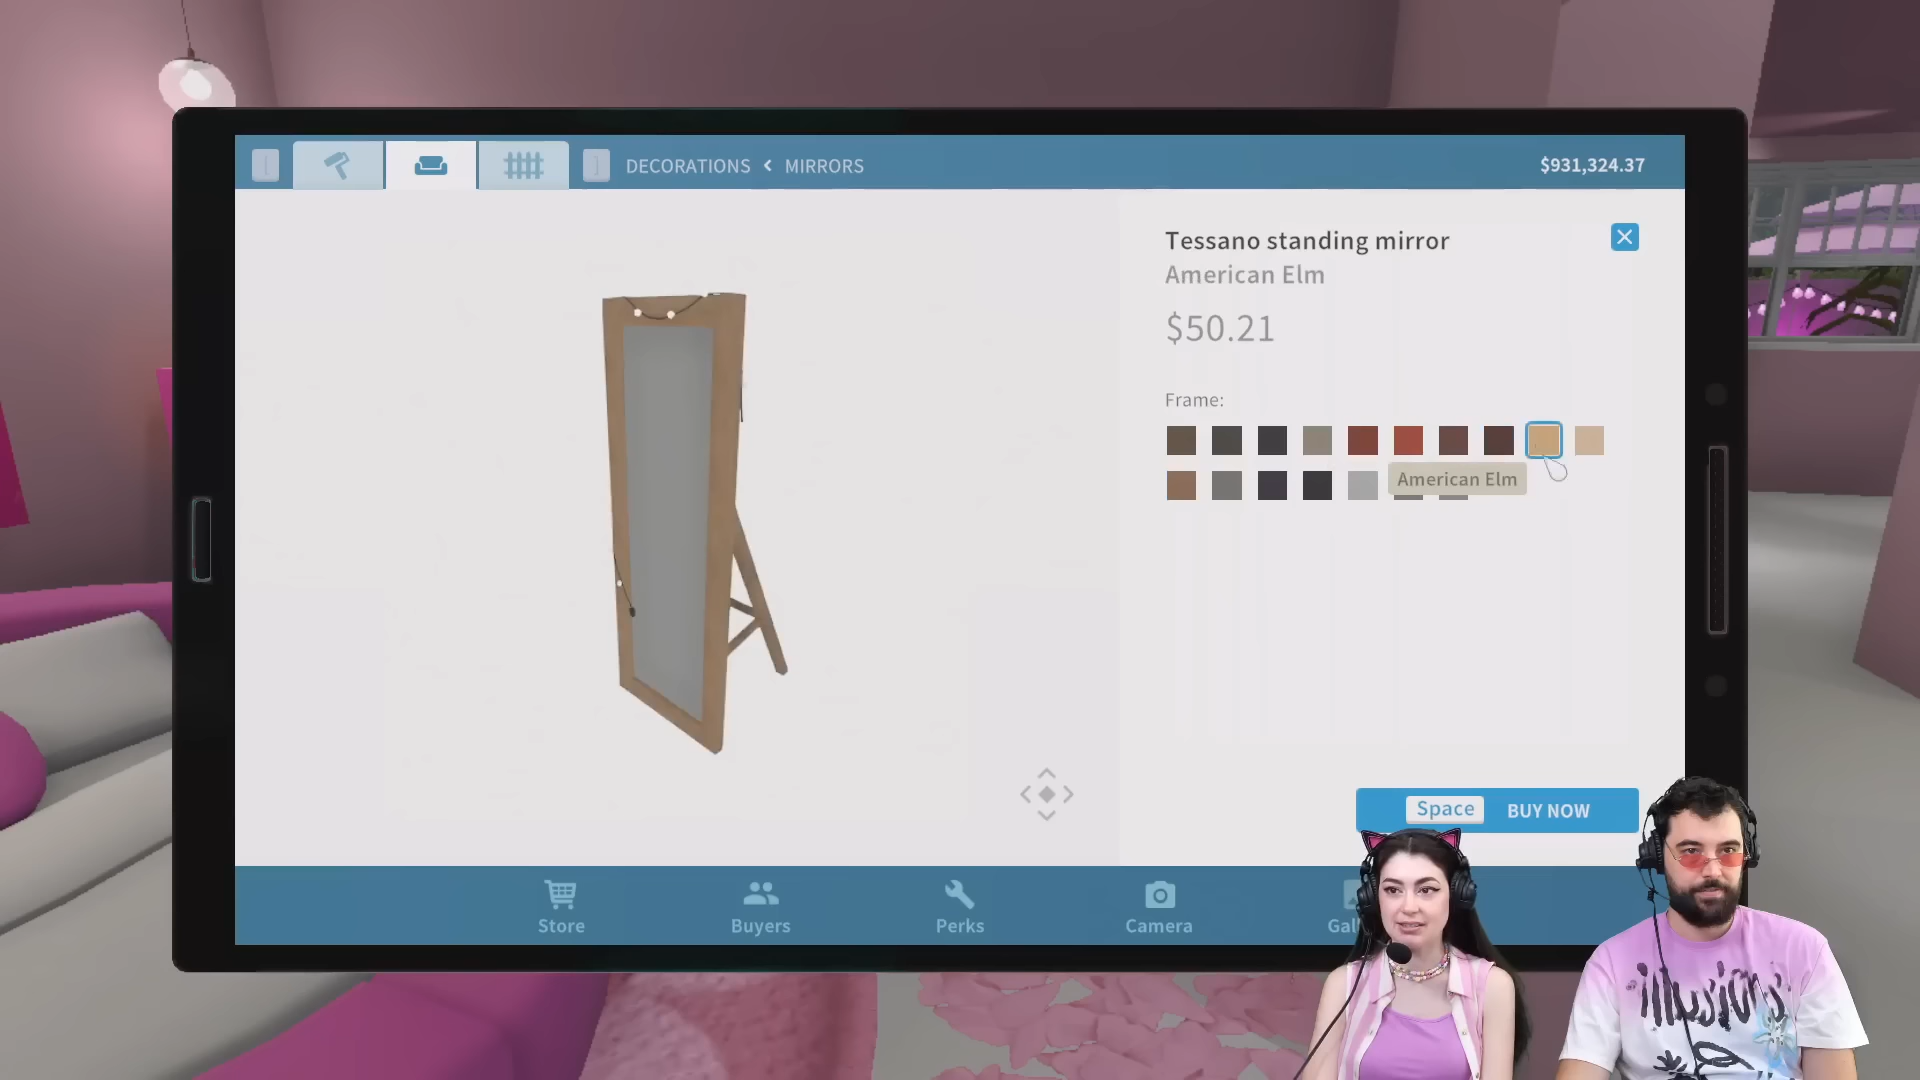 [ ] DECORATIONS < MIRRORS $931,324.37
Tessano standing mirror
American Elm
$50.21
Frame:
American Elm
Space BUY NOW
Store Buyers Perks Camera